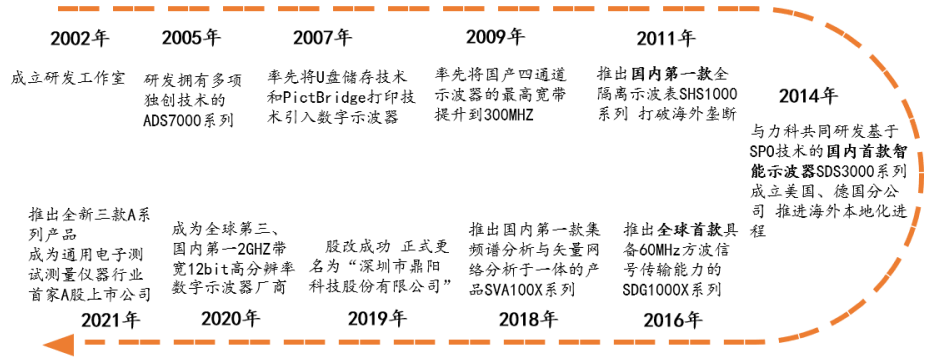 2002年
成立研发工作室
2005年
研发拥有多项
独创技术的
ADS7000系列
2007年
率先将U盘储存技术
和PictBridge打印技
术引入数字示波器
2009年
率先将国产四通道
示波器的最高宽带
提升到300MHZ
2011年
推出国内第一款全
隔离示波表SHS1000
系列 打破海外垄断
2014年
与力科共同研发基于
SPO技术的国内首款智
能示波器SDS3000系列
成立美国、德国分公
司 推进海外本地化进
程
推出全球首款具
备60MHz方波信
号传输能力的
SDG1000X系列
2016年
推出国内第一款集
频谱分析与矢量网
络分析于一体的产
品SVA100X系列
2018年
股改成功 正式更
名为“深圳市鼎阳
科技股份有限公司”
2019年
成为全球第三、
国内第一2GHZ带
宽12bit高分辨率
数字示波器厂商
2020年
推出全新三款A系
列产品
成为通用电子测
试测量仪器行业
首家A股上市公司
2021年